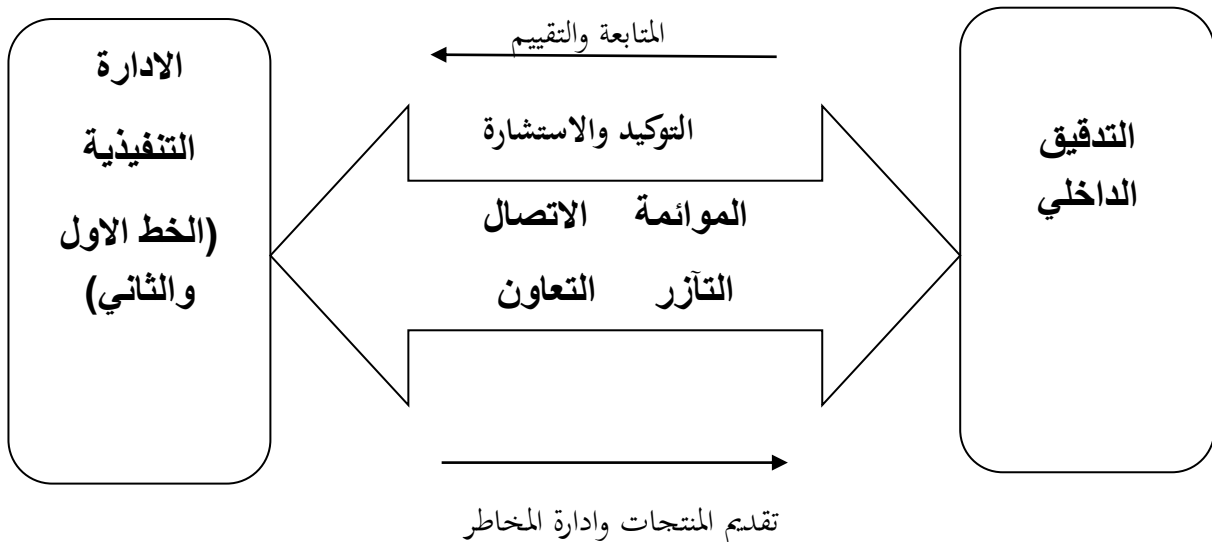 المتابعة والتقييم
التدقيق
الداخلي
التوكيد والاستشارة
الموائمة الاتصال
التآزر التعاون
الادارة
التنفيذية
(الخط الاول
والثاني)
تقديم المنتجات وادارة المخاطر